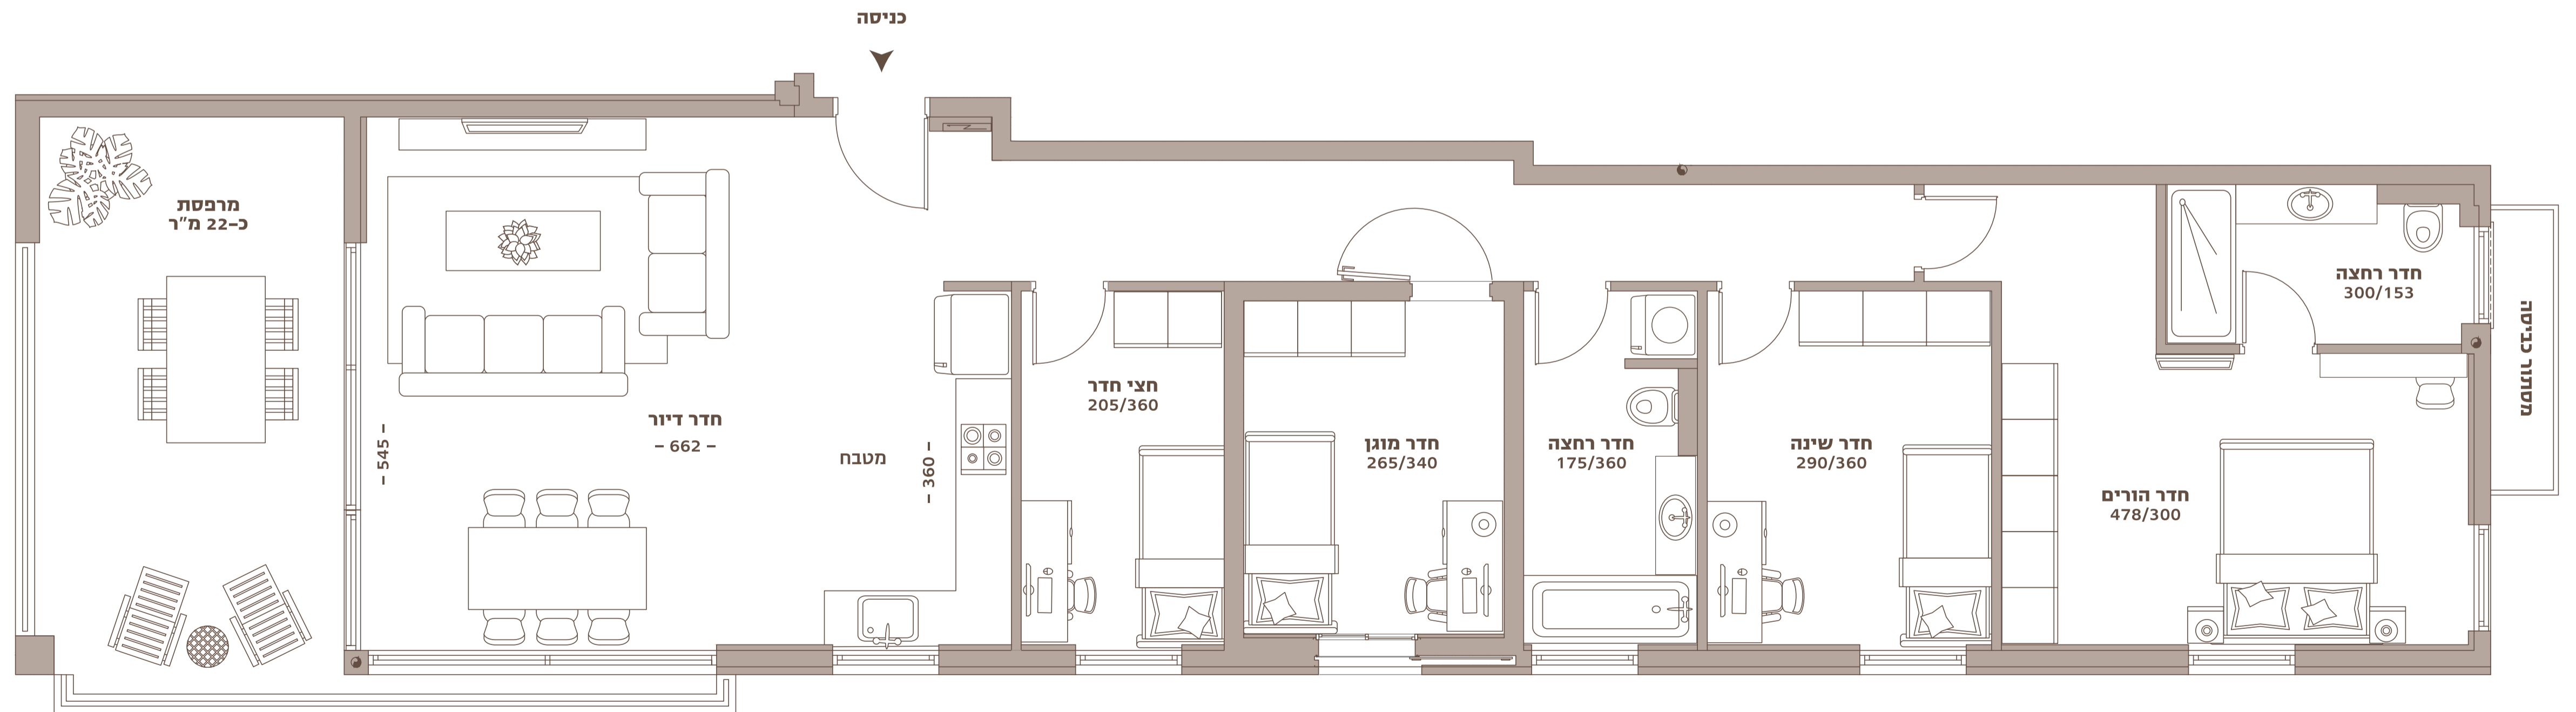 כניסה
מרפסת
כ-22 מ"ר
חדר דיור
- 662 -
- 545 -
מטבח
- 360 -
חצי חדר
205/360
חדר מוגן
265/340
חדר רחצה
175/360
חדר שינה
290/360
חדר הורים
478/300
חדר רחצה
300/153
מסתור כביסה